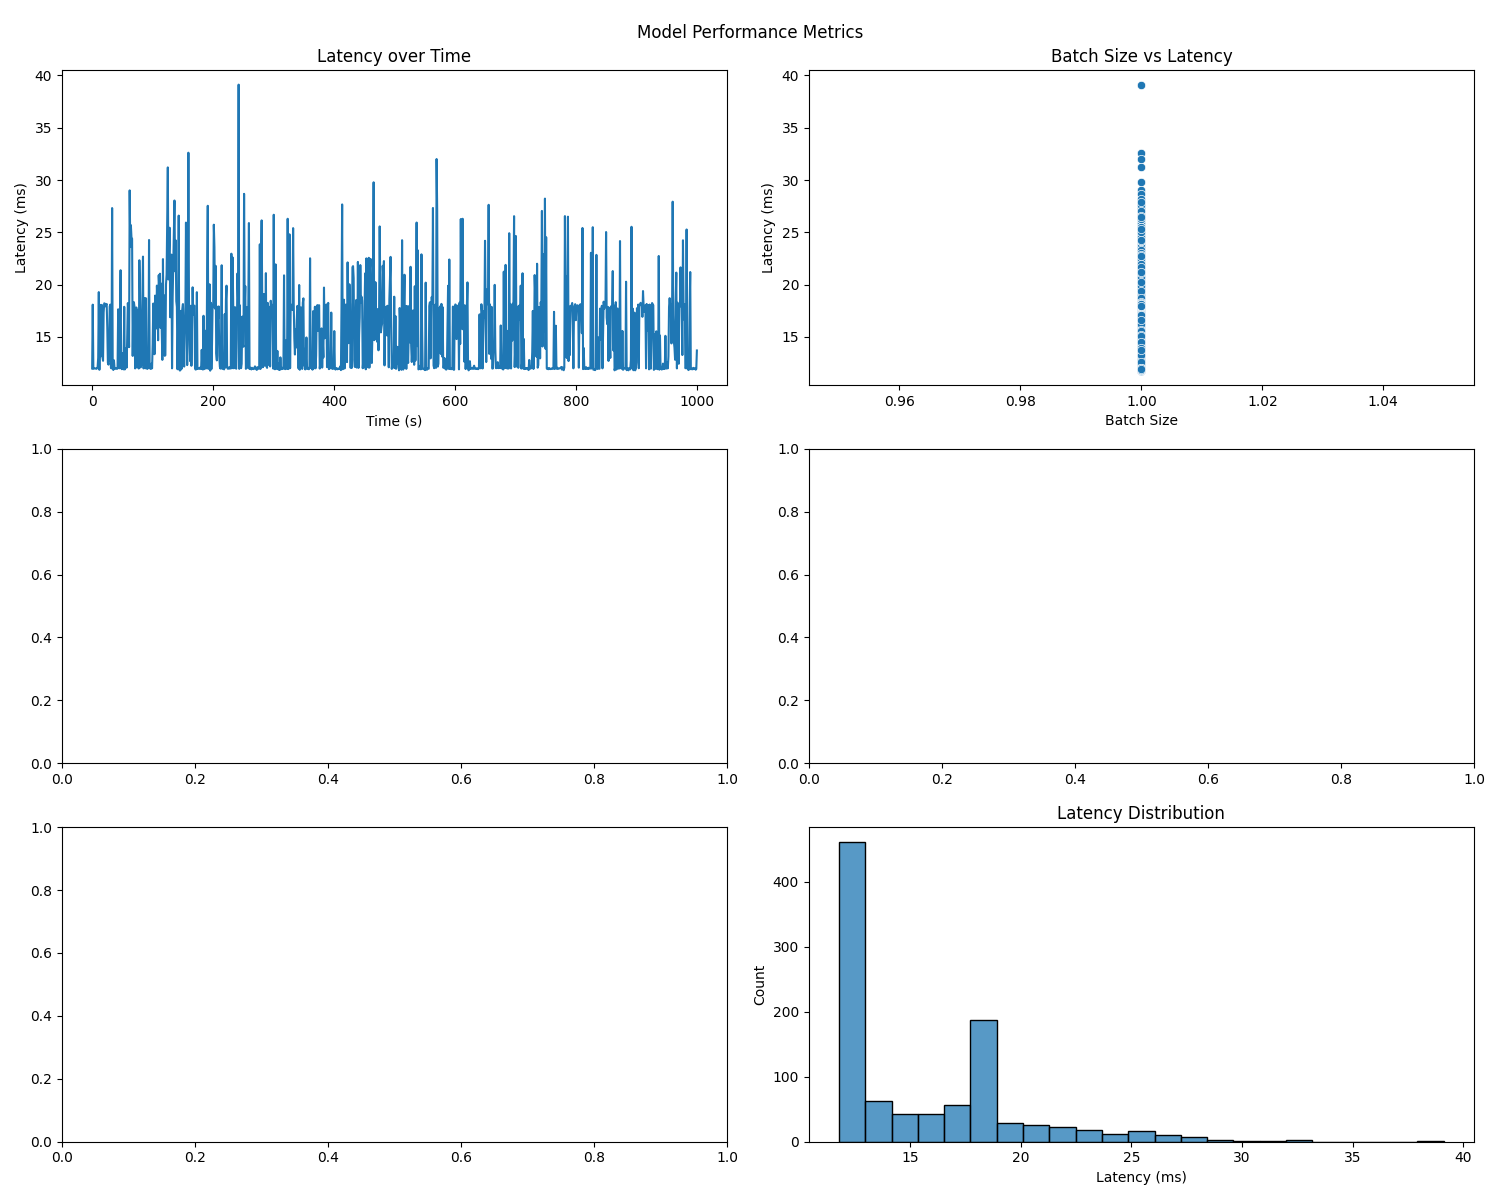 Model Performance Metrics
Latency over Time
40
35
30
25
20
15
Latency (ms)
0 200 400 600 800 1000
Time (s)
Batch Size vs Latency
40
35
30
25
20
15
Latency (ms)
0.96 0.98 1.00 1.02 1.04
Batch Size
1.0
0.8
0.6
0.4
0.2
0.0
0.0 0.2 0.4 0.6 0.8 1.0
1.0
0.8
0.6
0.4
0.2
0.0
0.0 0.2 0.4 0.6 0.8 1.0
1.0
0.8
0.6
0.4
0.2
0.0
0.0 0.2 0.4 0.6 0.8 1.0
Latency Distribution
400
300
200
100
0
Count
15 20 25 30 35 40
Latency (ms)